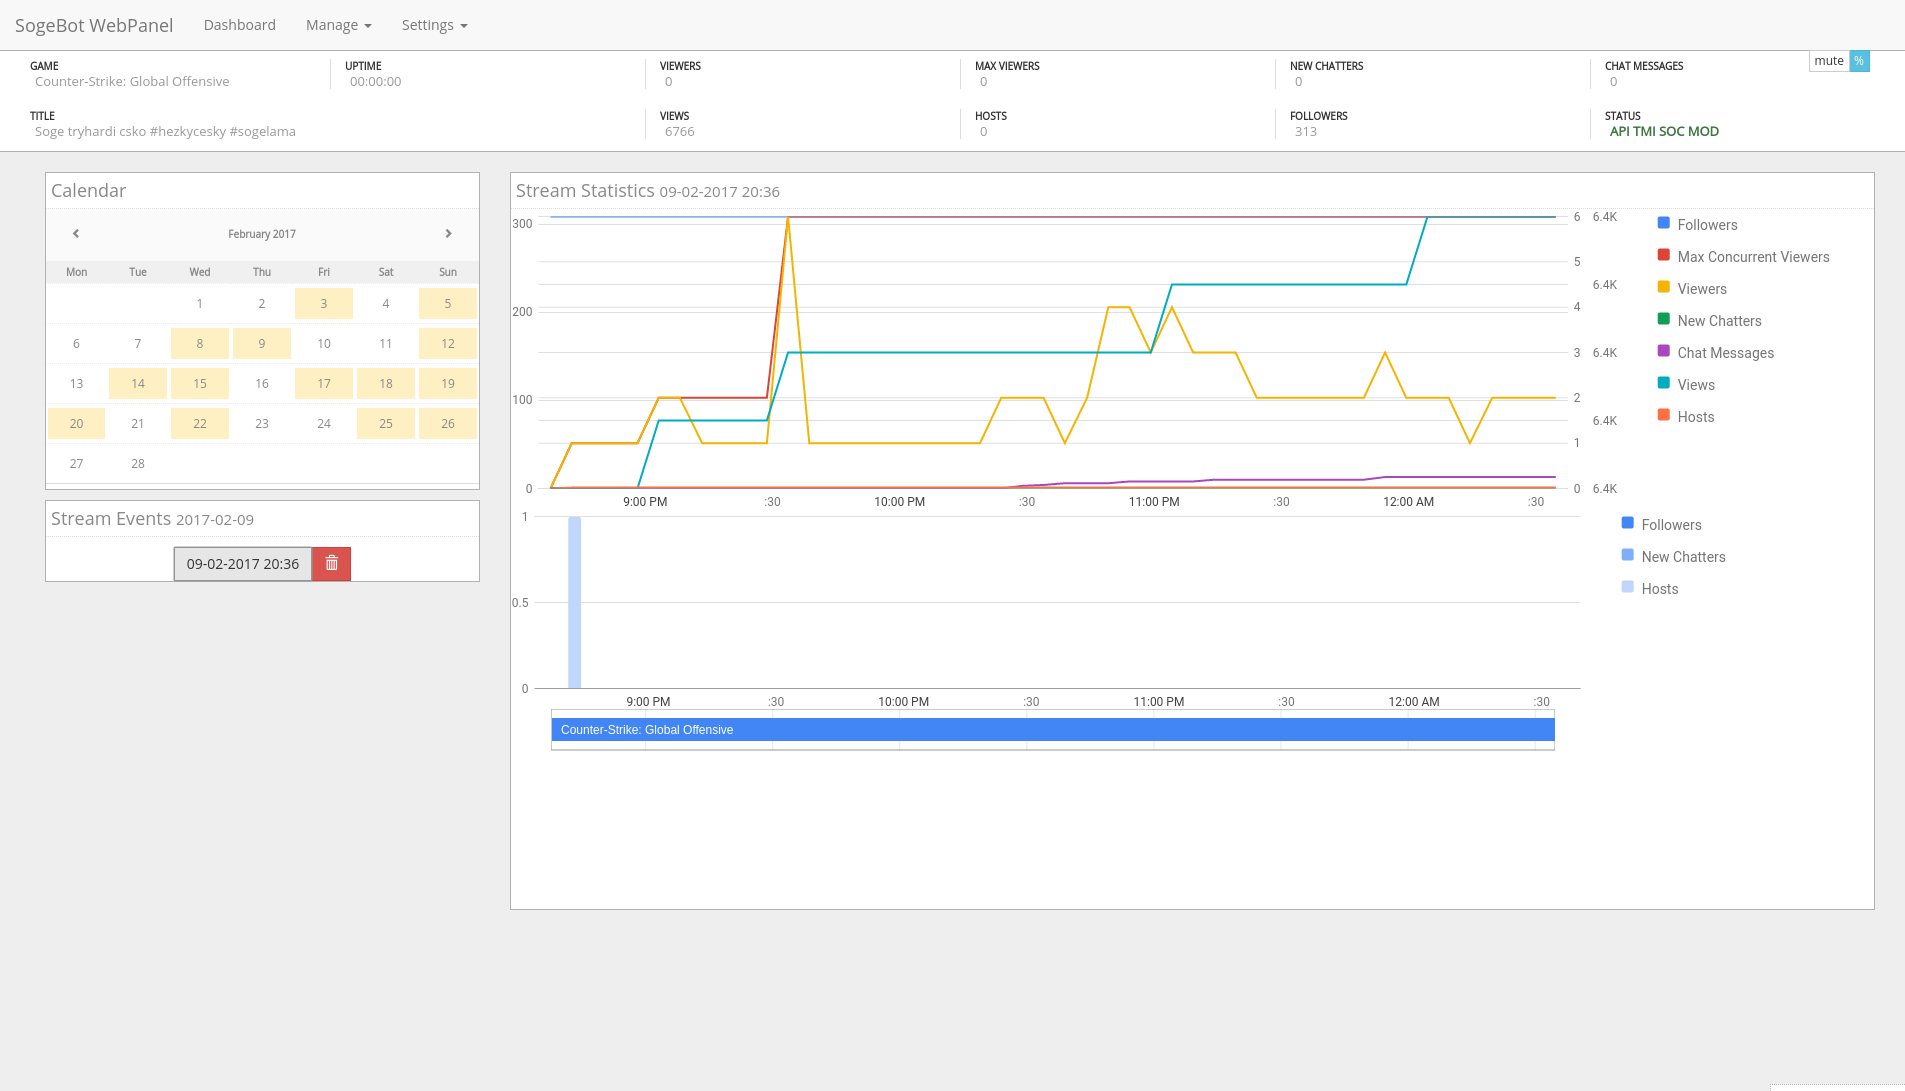 SogeBot WebPanel Dashboard Manage Settings
mute %
GAME UPTIME VIEWERS MAX VIEWERS NEW CHATTERS CHAT MESSAGES
Counter-Strike: Global Offensive 00:00:00 0 0 0 0
TITLE VIEWS HOSTS FOLLOWERS STATUS
Soge tryhardi csko #hezkycesky #sogelama 6766 0 313 API TMI SOC MOD
Calendar
February 2017
Mon Tue Wed Thu Fri Sat Sun
1 2 3 4 5
6 7 8 9 10 11 12
13 14 15 16 17 18 19
20 21 22 23 24 25 26
27 28
Stream Events 2017-02-09
09-02-2017 20:36
Stream Statistics 09-02-2017 20:36
300 6 6.4K
5
6.4K
200 4
3 6.4K
100 2
6.4K
1
0 0 6.4K
9:00 PM :30 10:00 PM :30 11:00 PM :30 12:00 AM :30
Followers
Max Concurrent Viewers
Viewers
New Chatters
Chat Messages
Views
Hosts
1
0.5
0
9:00 PM :30 10:00 PM :30 11:00 PM :30 12:00 AM :30
Followers
New Chatters
Hosts
Counter-Strike: Global Offensive